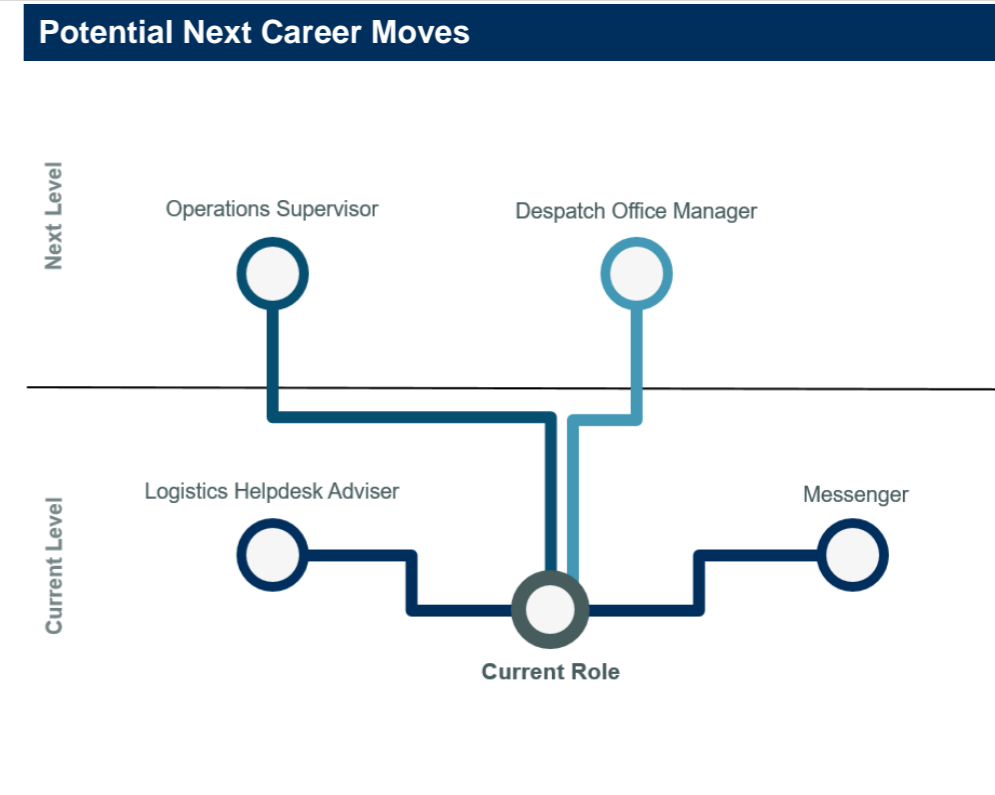 Potential Next Career Moves
Next Level
Operations Supervisor
Despatch Office Manager
Current Level
Logistics Helpdesk Adviser
Messenger
Current Role